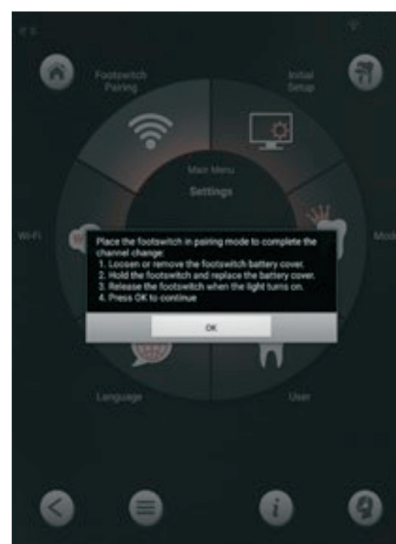 Footswitch
Pairing
Initial
Setup
Main Menu
Settings
Wi-Fi
Place the footswitch in pairing mode to complete the
channel change:
1. Loosen or remove the footswitch battery cover.
2. Hold the footswitch and replace the battery cover.
3. Release the footswitch when the light turns on.
4. Press OK to continue
OK
Language
User